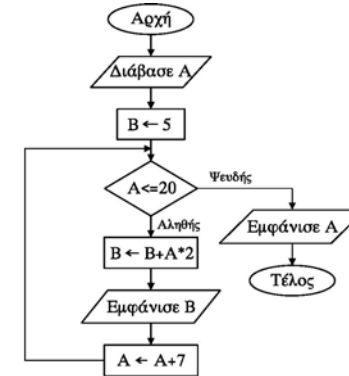 Αρχή
Διάβασε Α
Β ← 5
Α<=20
Ψευδής
Αληθής
Εμφάνισε Α
Β ← Β+Α*2
Τέλος
Εμφάνισε Β
Α ← Α+7